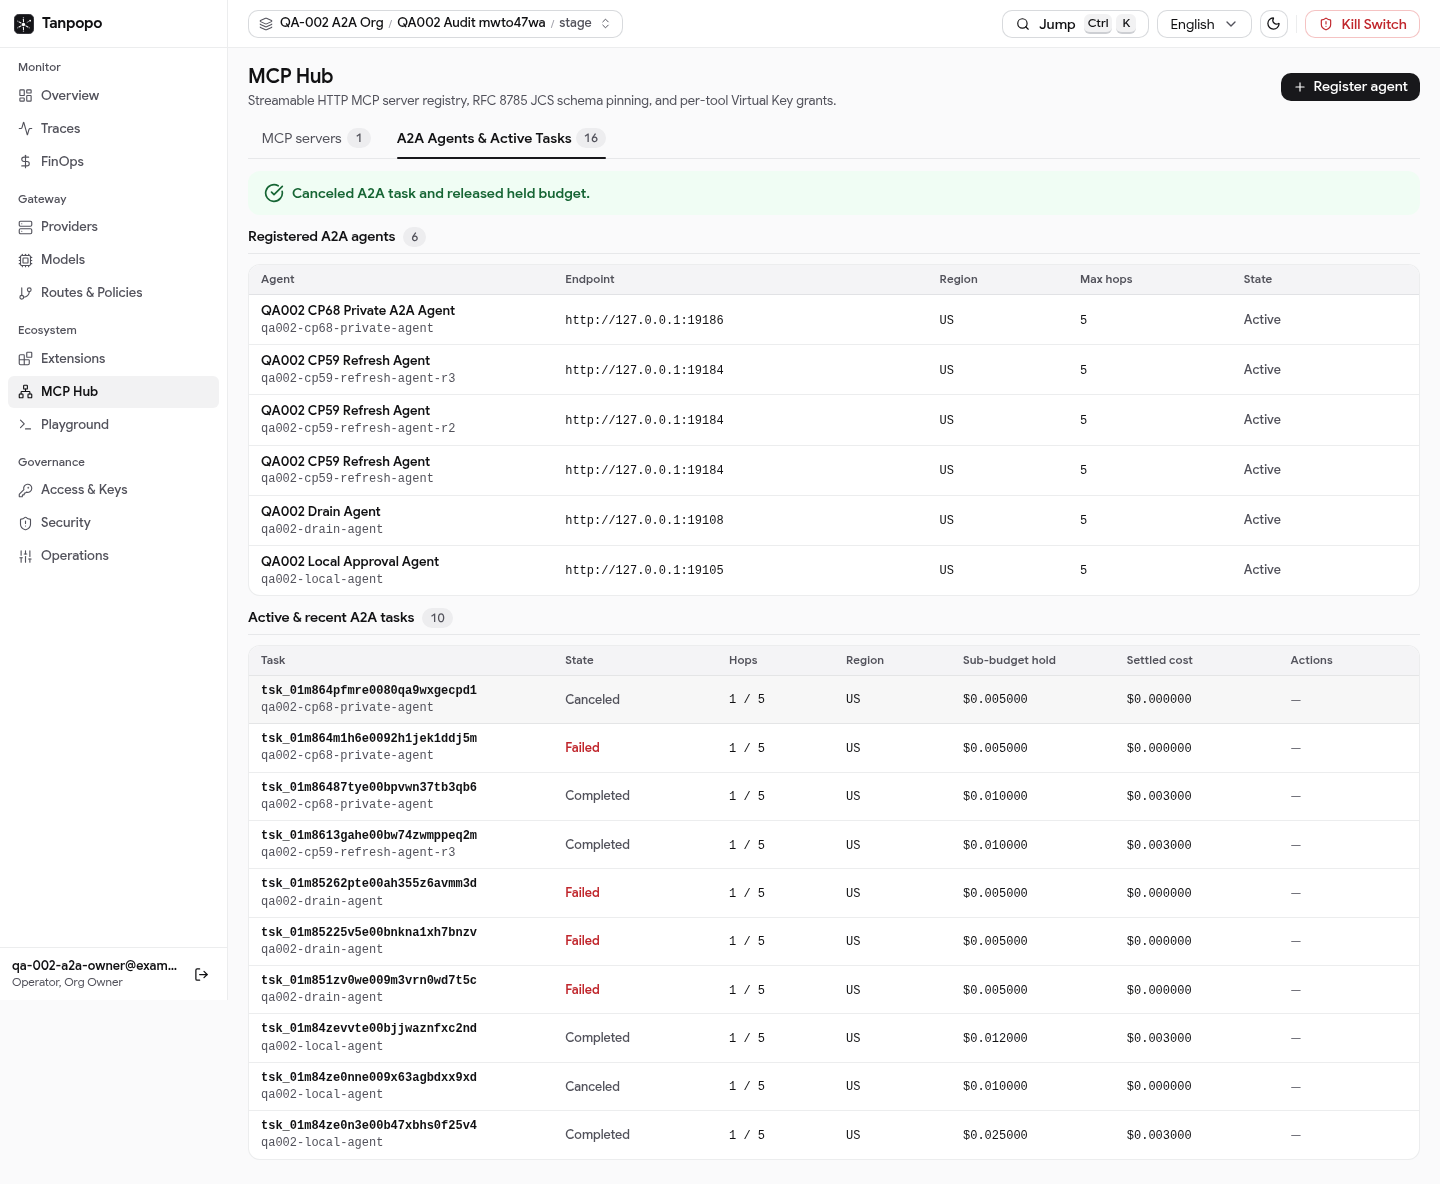 Tanpopo
QA-002 A2A Org / QA002 Audit mwto47wa / stage
Jump Ctrl K
English
Kill Switch
Monitor
Overview
Traces
FinOps
Gateway
Providers
Models
Routes & Policies
Ecosystem
Extensions
MCP Hub
Playground
Governance
Access & Keys
Security
Operations
qa-002-a2a-owner@exam...
Operator, Org Owner
MCP Hub
Streamable HTTP MCP server registry, RFC 8785 JCS schema pinning, and per-tool Virtual Key grants.
+ Register agent
MCP servers 1
A2A Agents & Active Tasks 16
Canceled A2A task and released held budget.
Registered A2A agents 6
Agent Endpoint Region Max hops State
QA002 CP68 Private A2A Agent
qa002-cp68-private-agent
http://127.0.0.1:19186 US 5 Active
QA002 CP59 Refresh Agent
qa002-cp59-refresh-agent-r3
http://127.0.0.1:19184 US 5 Active
QA002 CP59 Refresh Agent
qa002-cp59-refresh-agent-r2
http://127.0.0.1:19184 US 5 Active
QA002 CP59 Refresh Agent
qa002-cp59-refresh-agent
http://127.0.0.1:19184 US 5 Active
QA002 Drain Agent
qa002-drain-agent
http://127.0.0.1:19108 US 5 Active
QA002 Local Approval Agent
qa002-local-agent
http://127.0.0.1:19105 US 5 Active
Active & recent A2A tasks 10
Task State Hops Region Sub-budget hold Settled cost Actions
tsk_01m864pfmre0080qa9wxgecpd1
qa002-cp68-private-agent
Canceled 1 / 5 US $0.005000 $0.000000 —
tsk_01m864m1h6e0092h1jek1ddj5m
qa002-cp68-private-agent
Failed 1 / 5 US $0.005000 $0.000000 —
tsk_01m86487tye00bpvwn37tb3qb6
qa002-cp68-private-agent
Completed 1 / 5 US $0.010000 $0.003000 —
tsk_01m8613gahe00bw74zwmppeq2m
qa002-cp59-refresh-agent-r3
Completed 1 / 5 US $0.010000 $0.003000 —
tsk_01m85262pte00ah355z6avmm3d
qa002-drain-agent
Failed 1 / 5 US $0.005000 $0.000000 —
tsk_01m85225v5e00bnkna1xh7bnzv
qa002-drain-agent
Failed 1 / 5 US $0.005000 $0.000000 —
tsk_01m851zv0we009m3vrn0wd7t5c
qa002-drain-agent
Failed 1 / 5 US $0.005000 $0.000000 —
tsk_01m84zevvte00bjjwaznfxc2nd
qa002-local-agent
Completed 1 / 5 US $0.012000 $0.003000 —
tsk_01m84ze0nne009x63agbdxx9xd
qa002-local-agent
Canceled 1 / 5 US $0.010000 $0.000000 —
tsk_01m84ze0n3e00b47xbhs0f25v4
qa002-local-agent
Completed 1 / 5 US $0.025000 $0.003000 —